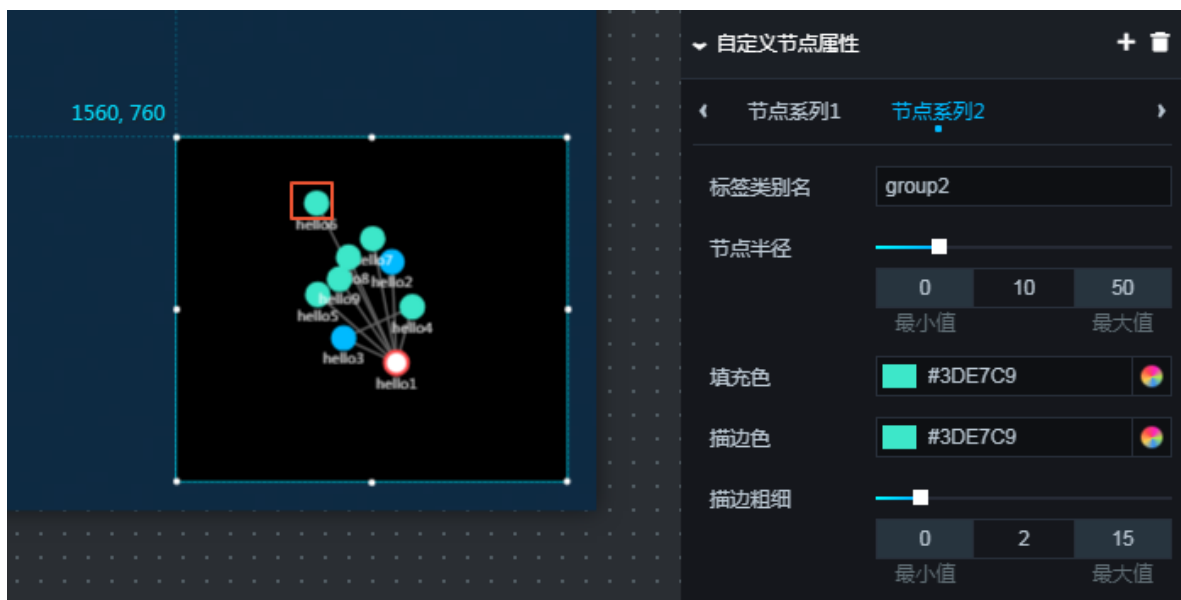 1560, 760
hello6
hello7
hello2
hello9
hello5
hello4
hello3
hello1
自定义节点属性
节点系列1 节点系列2
标签类别名 group2
节点半径
0 10 50
最小值 最大值
填充色 #3DE7C9
描边色 #3DE7C9
描边粗细
0 2 15
最小值 最大值